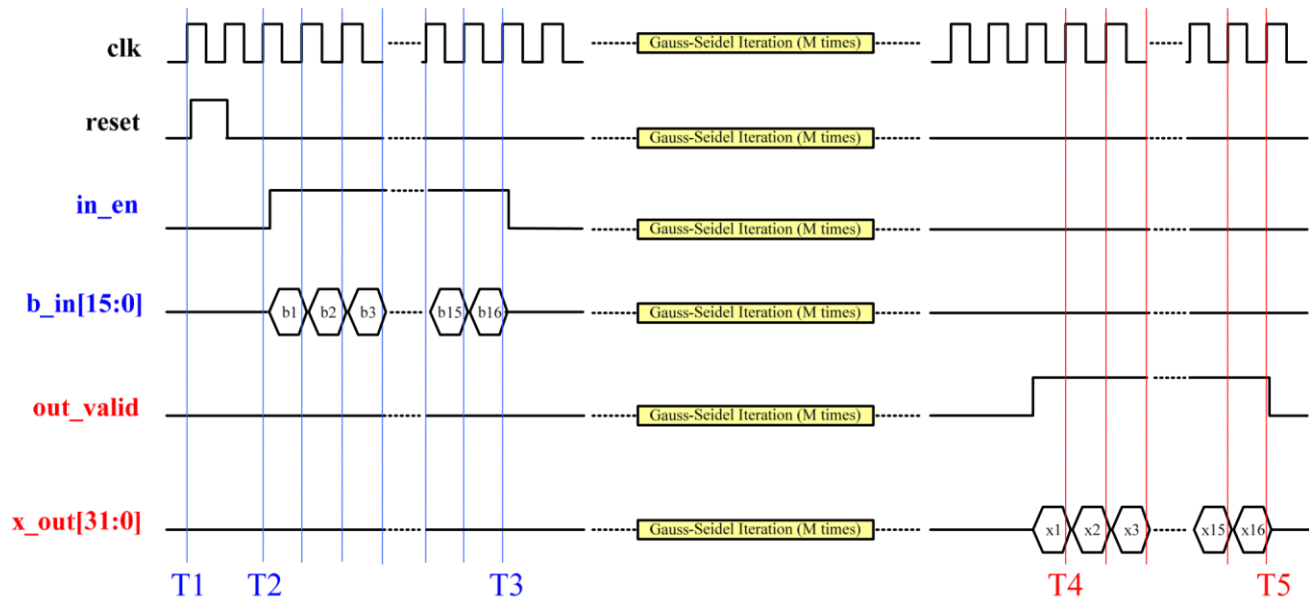 clk
Gauss-Seidel Iteration (M times)
reset
Gauss-Seidel Iteration (M times)
in_en
Gauss-Seidel Iteration (M times)
b_in[15:0]
b1 b2 b3 b15 b16
Gauss-Seidel Iteration (M times)
out_valid
Gauss-Seidel Iteration (M times)
x_out[31:0]
Gauss-Seidel Iteration (M times)
x1 x2 x3 x15 x16
T1 T2 T3 T4 T5